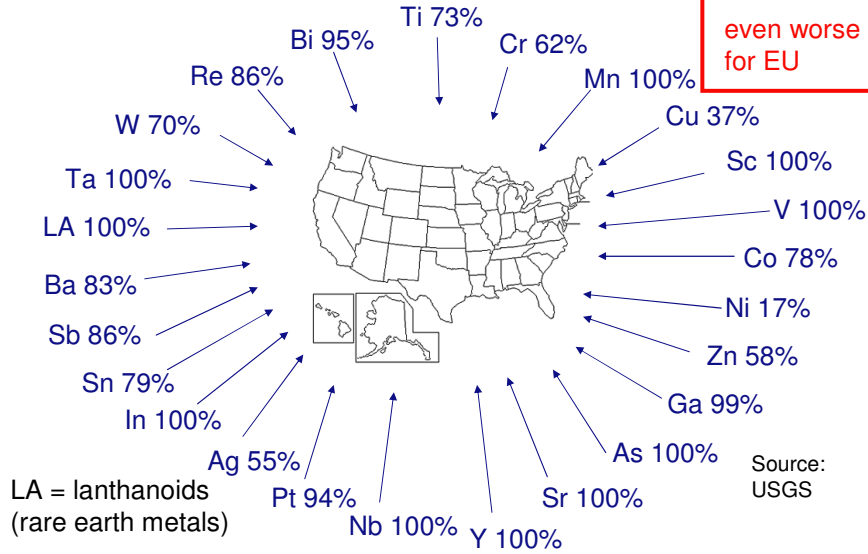 Ti 73%
Cr 62%
even worse
for EU
Bi 95%
Mn 100%
Re 86%
Cu 37%
W 70%
Sc 100%
Ta 100%
V 100%
LA 100%
Co 78%
Ba 83%
Ni 17%
Sb 86%
Zn 58%
Sn 79%
Ga 99%
In 100%
As 100%
Ag 55%
Source:
USGS
LA = lanthanoids
(rare earth metals)
Pt 94%
Sr 100%
Nb 100%
Y 100%